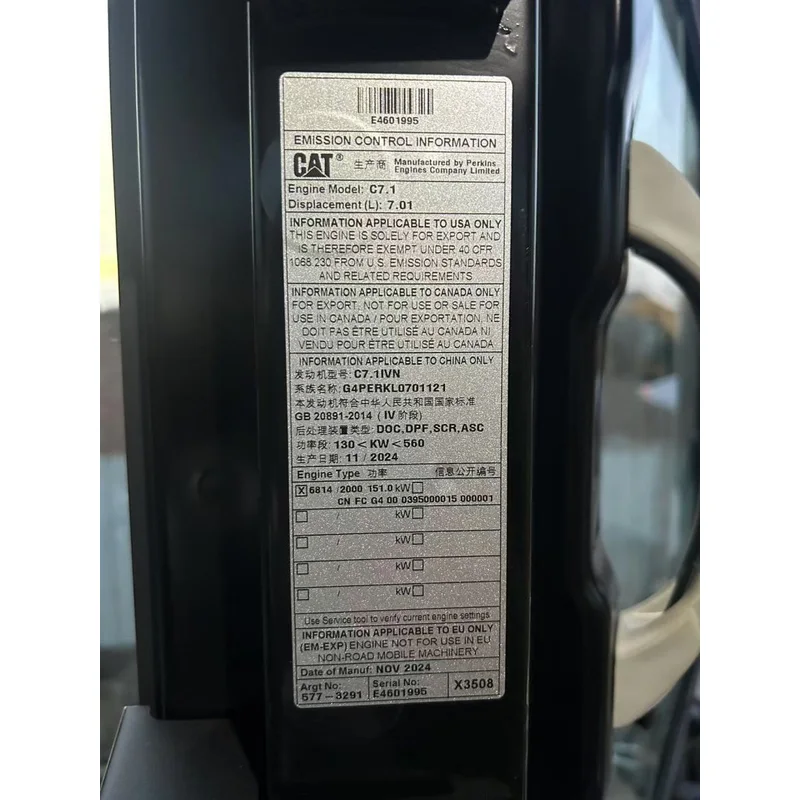 E4601995
EMISSION CONTROL INFORMATION
CAT® 生产商 Manufactured by Perkins
Engines Company Limited
Engine Model: C7.1
Displacement (L): 7.01
INFORMATION APPLICABLE TO USA ONLY
THIS ENGINE IS SOLELY FOR EXPORT AND
IS THEREFORE EXEMPT UNDER 40 CFR
1068.230 FROM U.S. EMISSION STANDARDS
AND RELATED REQUIREMENTS
INFORMATION APPLICABLE TO CANADA ONLY
FOR EXPORT, NOT FOR USE OR SALE FOR
USE IN CANADA / POUR EXPORTATION, NE
DOIT PAS ÊTRE UTILISÉ AU CANADA NI
VENDU POUR ÊTRE UTILISÉ AU CANADA
INFORMATION APPLICABLE TO CHINA ONLY
发动机型号: C7.1IVN
系族名称: G4PERKL0701121
本发动机符合中华人民共和国国家标准
GB 20891-2014 (IV 阶段)
后处理装置类型: DOC,DPF,SCR,ASC
功率段: 130<KW<560
生产日期: 11 / 2024
Engine Type 功率 信息公开编号
X 6814 / 2000 151.0 kW
CN FC G4 00 0395000015 000001
/ kW
/ kW
/ kW
/ kW
Use Service tool to verify current engine settings
INFORMATION APPLICABLE TO EU ONLY
(EM-EXP) ENGINE NOT FOR USE IN EU
NON-ROAD MOBILE MACHINERY
Date of Manuf: NOV 2024
Argt No: Serial No: X3508
577-3291 E4601995